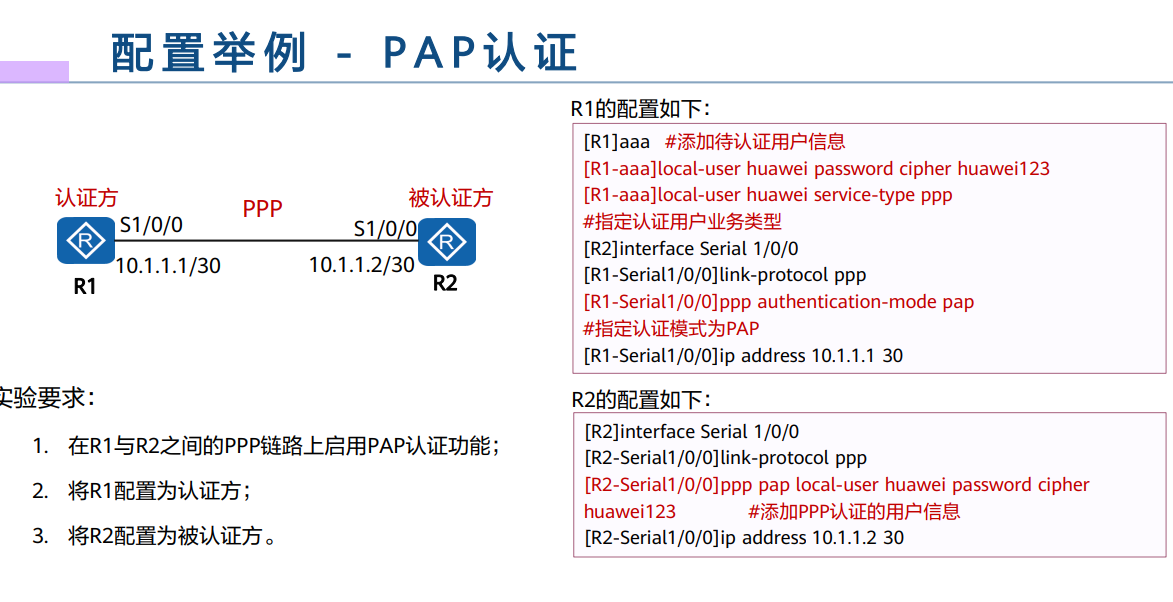 配置举例 - PAP认证
认证方
PPP
被认证方
S1/0/0
S1/0/0
10.1.1.1/30
10.1.1.2/30
R1
R2
实验要求：
1. 在R1与R2之间的PPP链路上启用PAP认证功能；
2. 将R1配置为认证方；
3. 将R2配置为被认证方。
R1的配置如下：
[R1]aaa #添加待认证用户信息
[R1-aaa]local-user huawei password cipher huawei123
[R1-aaa]local-user huawei service-type ppp
#指定认证用户业务类型
[R2]interface Serial 1/0/0
[R1-Serial1/0/0]link-protocol ppp
[R1-Serial1/0/0]ppp authentication-mode pap
#指定认证模式为PAP
[R1-Serial1/0/0]ip address 10.1.1.1 30
R2的配置如下：
[R2]interface Serial 1/0/0
[R2-Serial1/0/0]link-protocol ppp
[R2-Serial1/0/0]ppp pap local-user huawei password cipher
huawei123 #添加PPP认证的用户信息
[R2-Serial1/0/0]ip address 10.1.1.2 30